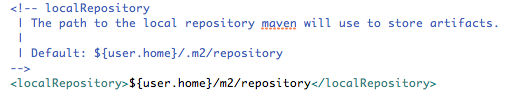 <!-- localRepository
| The path to the local repository maven will use to store artifacts.
|
| Default: ${user.home}/.m2/repository
-->
<localRepository>${user.home}/m2/repository</localRepository>